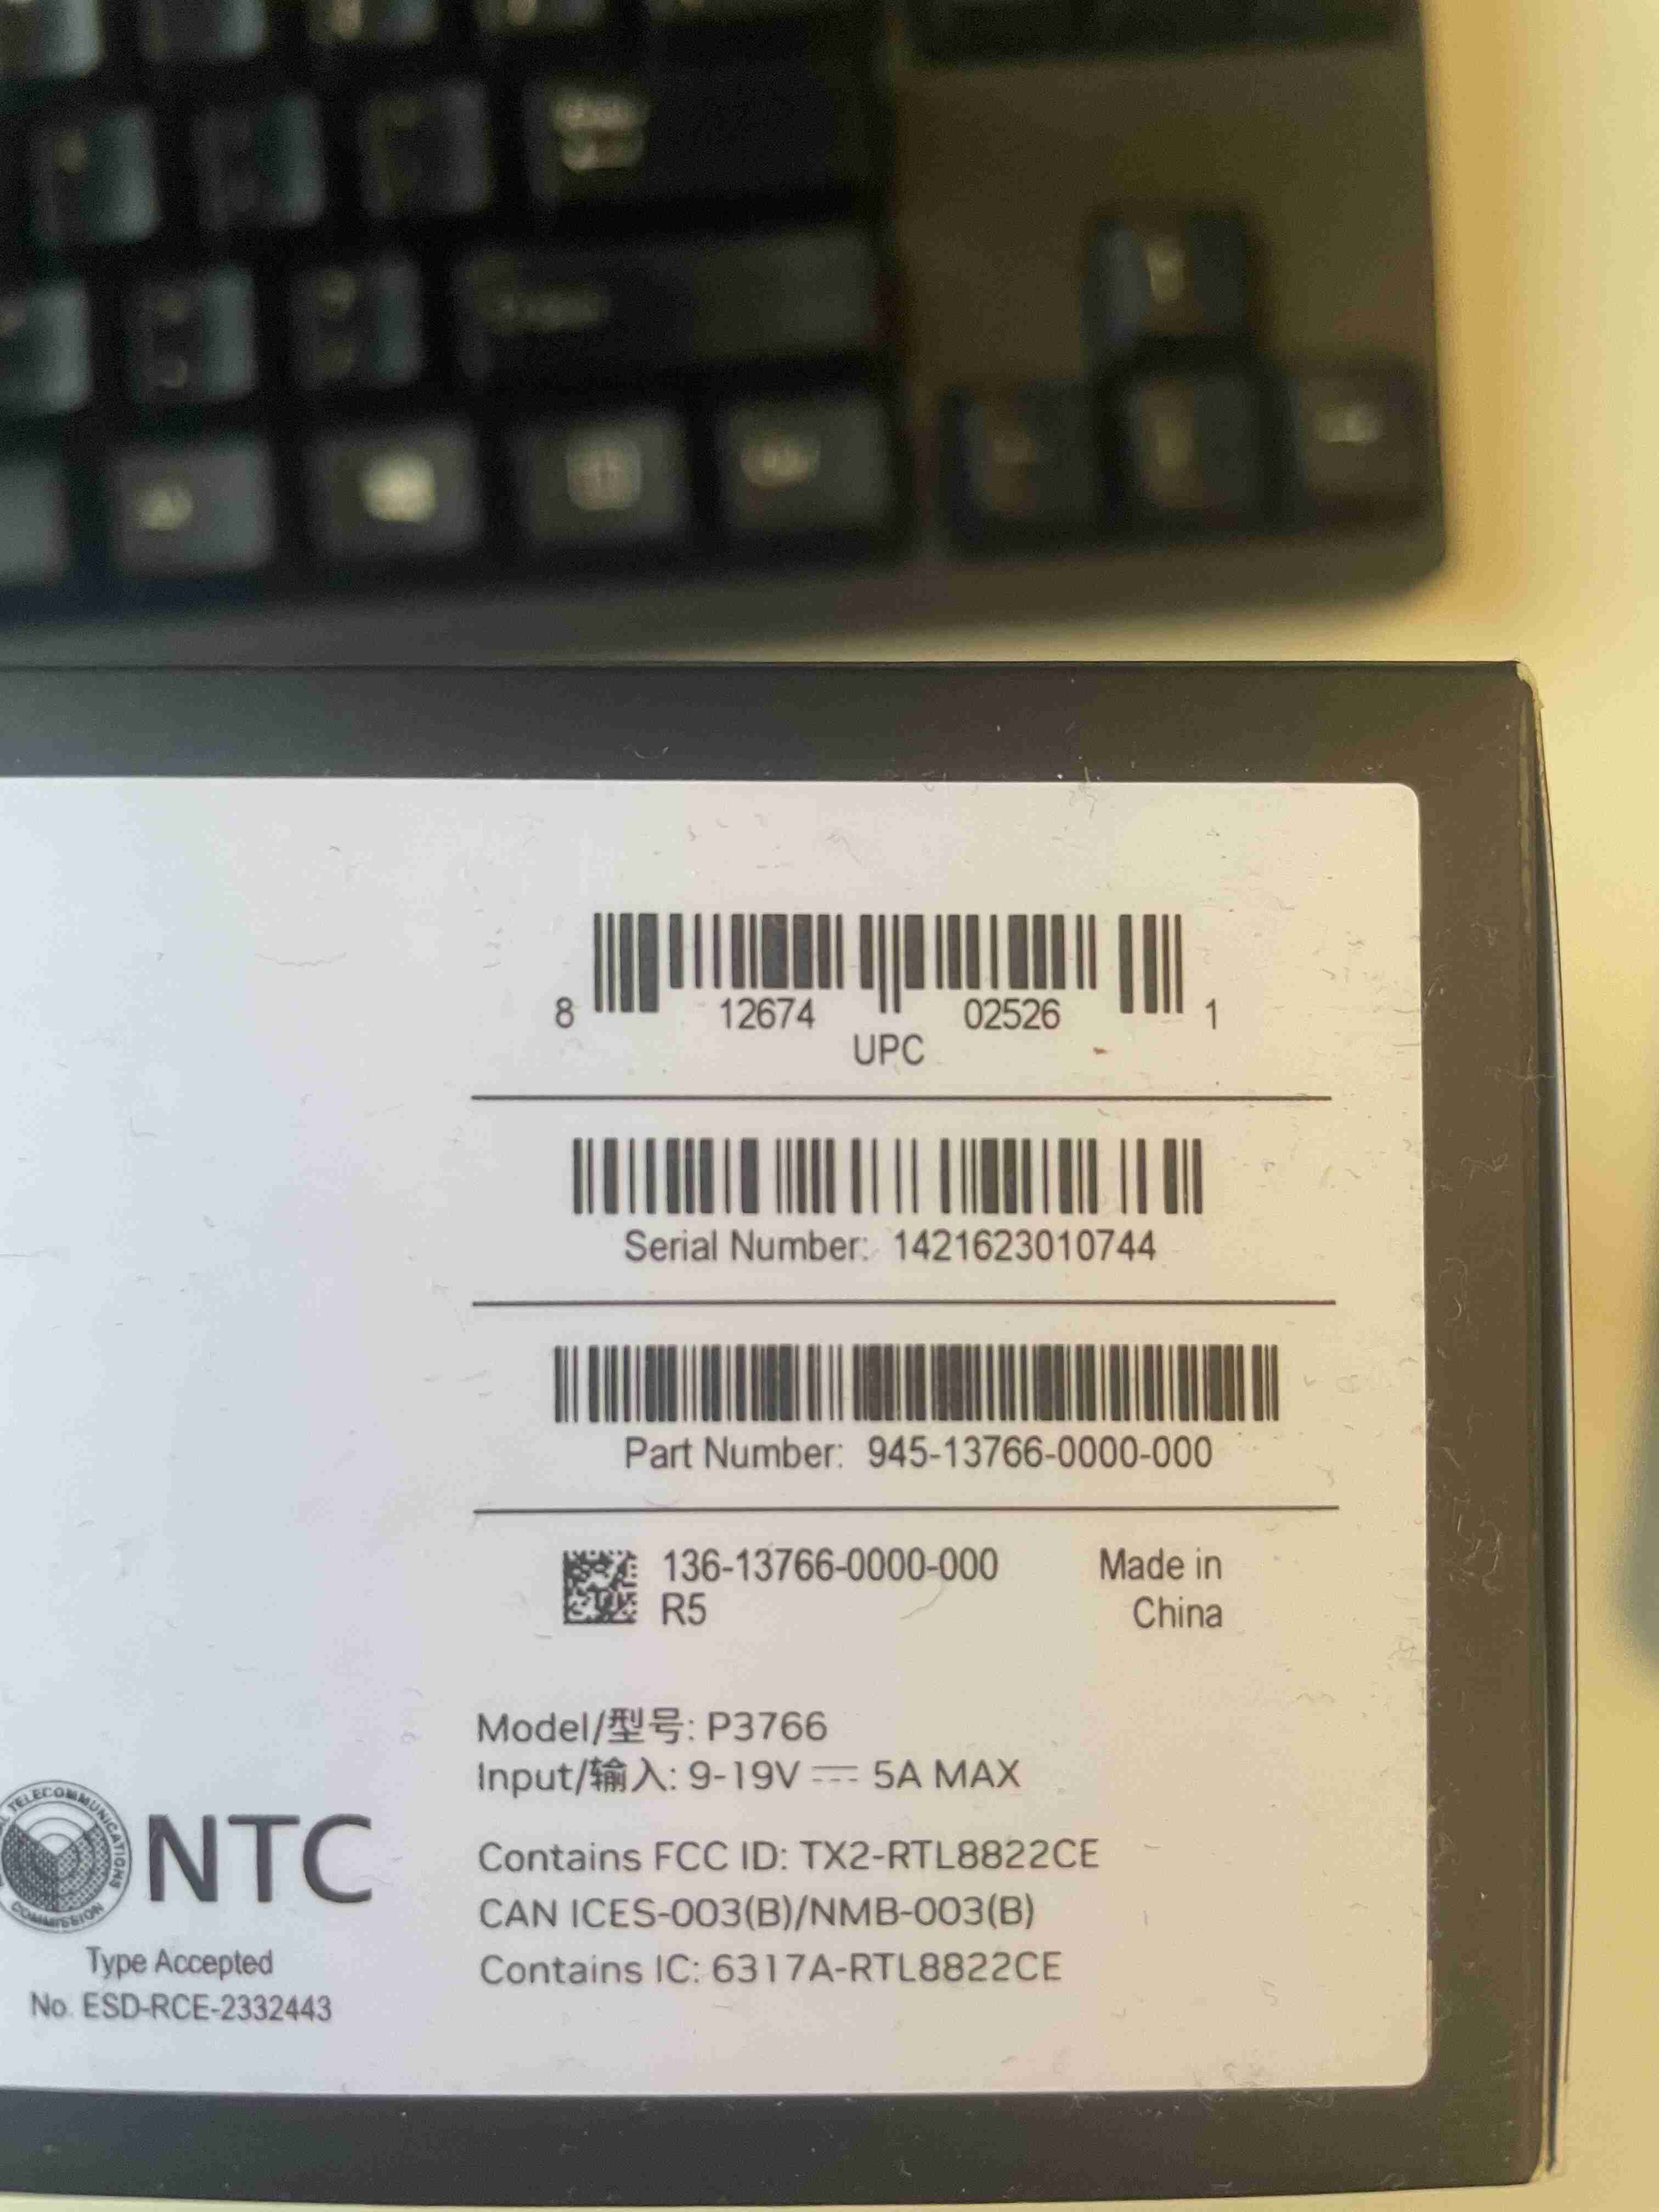 8 12674 02526 1
UPC
Serial Number: 1421623010744
Part Number: 945-13766-0000-000
136-13766-0000-000
R5
Made in
China
Model/型号: P3766
Input/输入: 9-19V ⎓ 5A MAX
Contains FCC ID: TX2-RTL8822CE
CAN ICES-003(B)/NMB-003(B)
Contains IC: 6317A-RTL8822CE
TELECOMMUNICATIONS
COMMISSION
NTC
Type Accepted
No. ESD-RCE-2332443